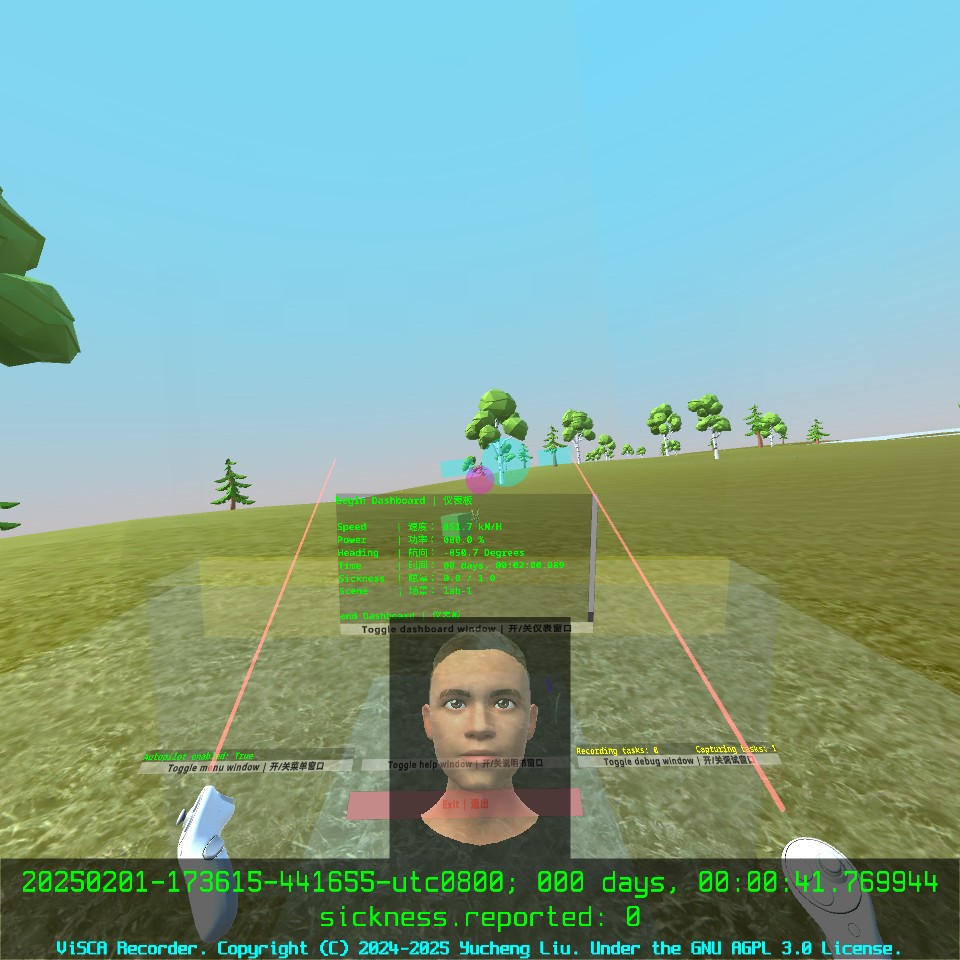 Begin Dashboard | 仪表板
Speed | 速度： 051.7 kM/H
Power | 功率： 080.0 %
Heading | 航向： -050.7 Degrees
Time | 时间： 00 days, 00:02:00.089
Sickness | 眩晕： 0.0 / 1.0
Scene | 场景： lab-1
end Dashboard | 仪表板
Toggle dashboard window | 开/关仪表窗口
Autopilot enabled: True
Recording tasks: 0 Capturing tasks: 1
Toggle menu window | 开/关菜单窗口
Toggle help window | 开/关说明窗口
Toggle debug window | 开/关调试窗口
Exit | 退出
20250201-173615-441655-utc0800; 000 days, 00:00:41.769944
sickness.reported: 0
ViSCA Recorder. Copyright (C) 2024-2025 Yucheng Liu. Under the GNU AGPL 3.0 License.